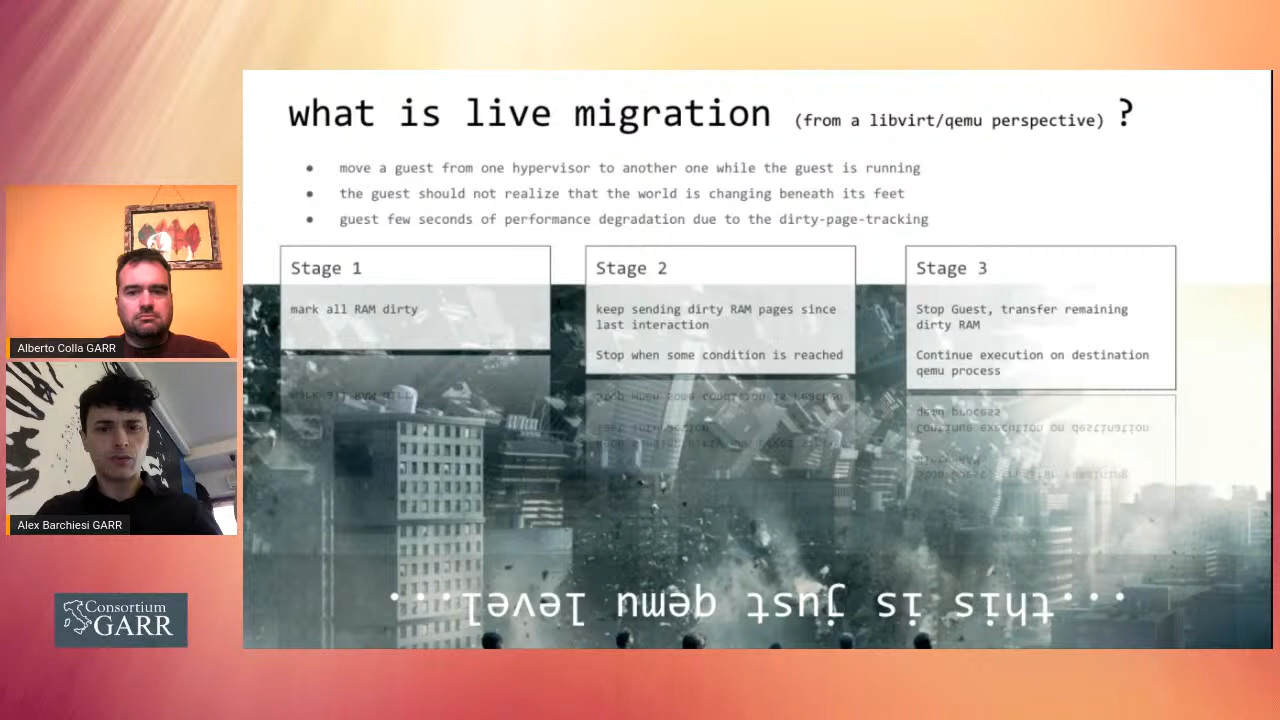 what is live migration (from a libvirt/qemu perspective) ?
● move a guest from one hypervisor to another one while the guest is running
● the guest should not realize that the world is changing beneath its feet
● guest few seconds of performance degradation due to the dirty-page-tracking
Stage 1
mark all RAM dirty
Stage 2
keep sending dirty RAM pages since
last interaction
Stop when some condition is reached
Stage 3
Stop Guest, transfer remaining
dirty RAM
Continue execution on destination
qemu process
...this is just qemu level...
Alberto Colla GARR
Alex Barchiesi GARR
Consortium
GARR